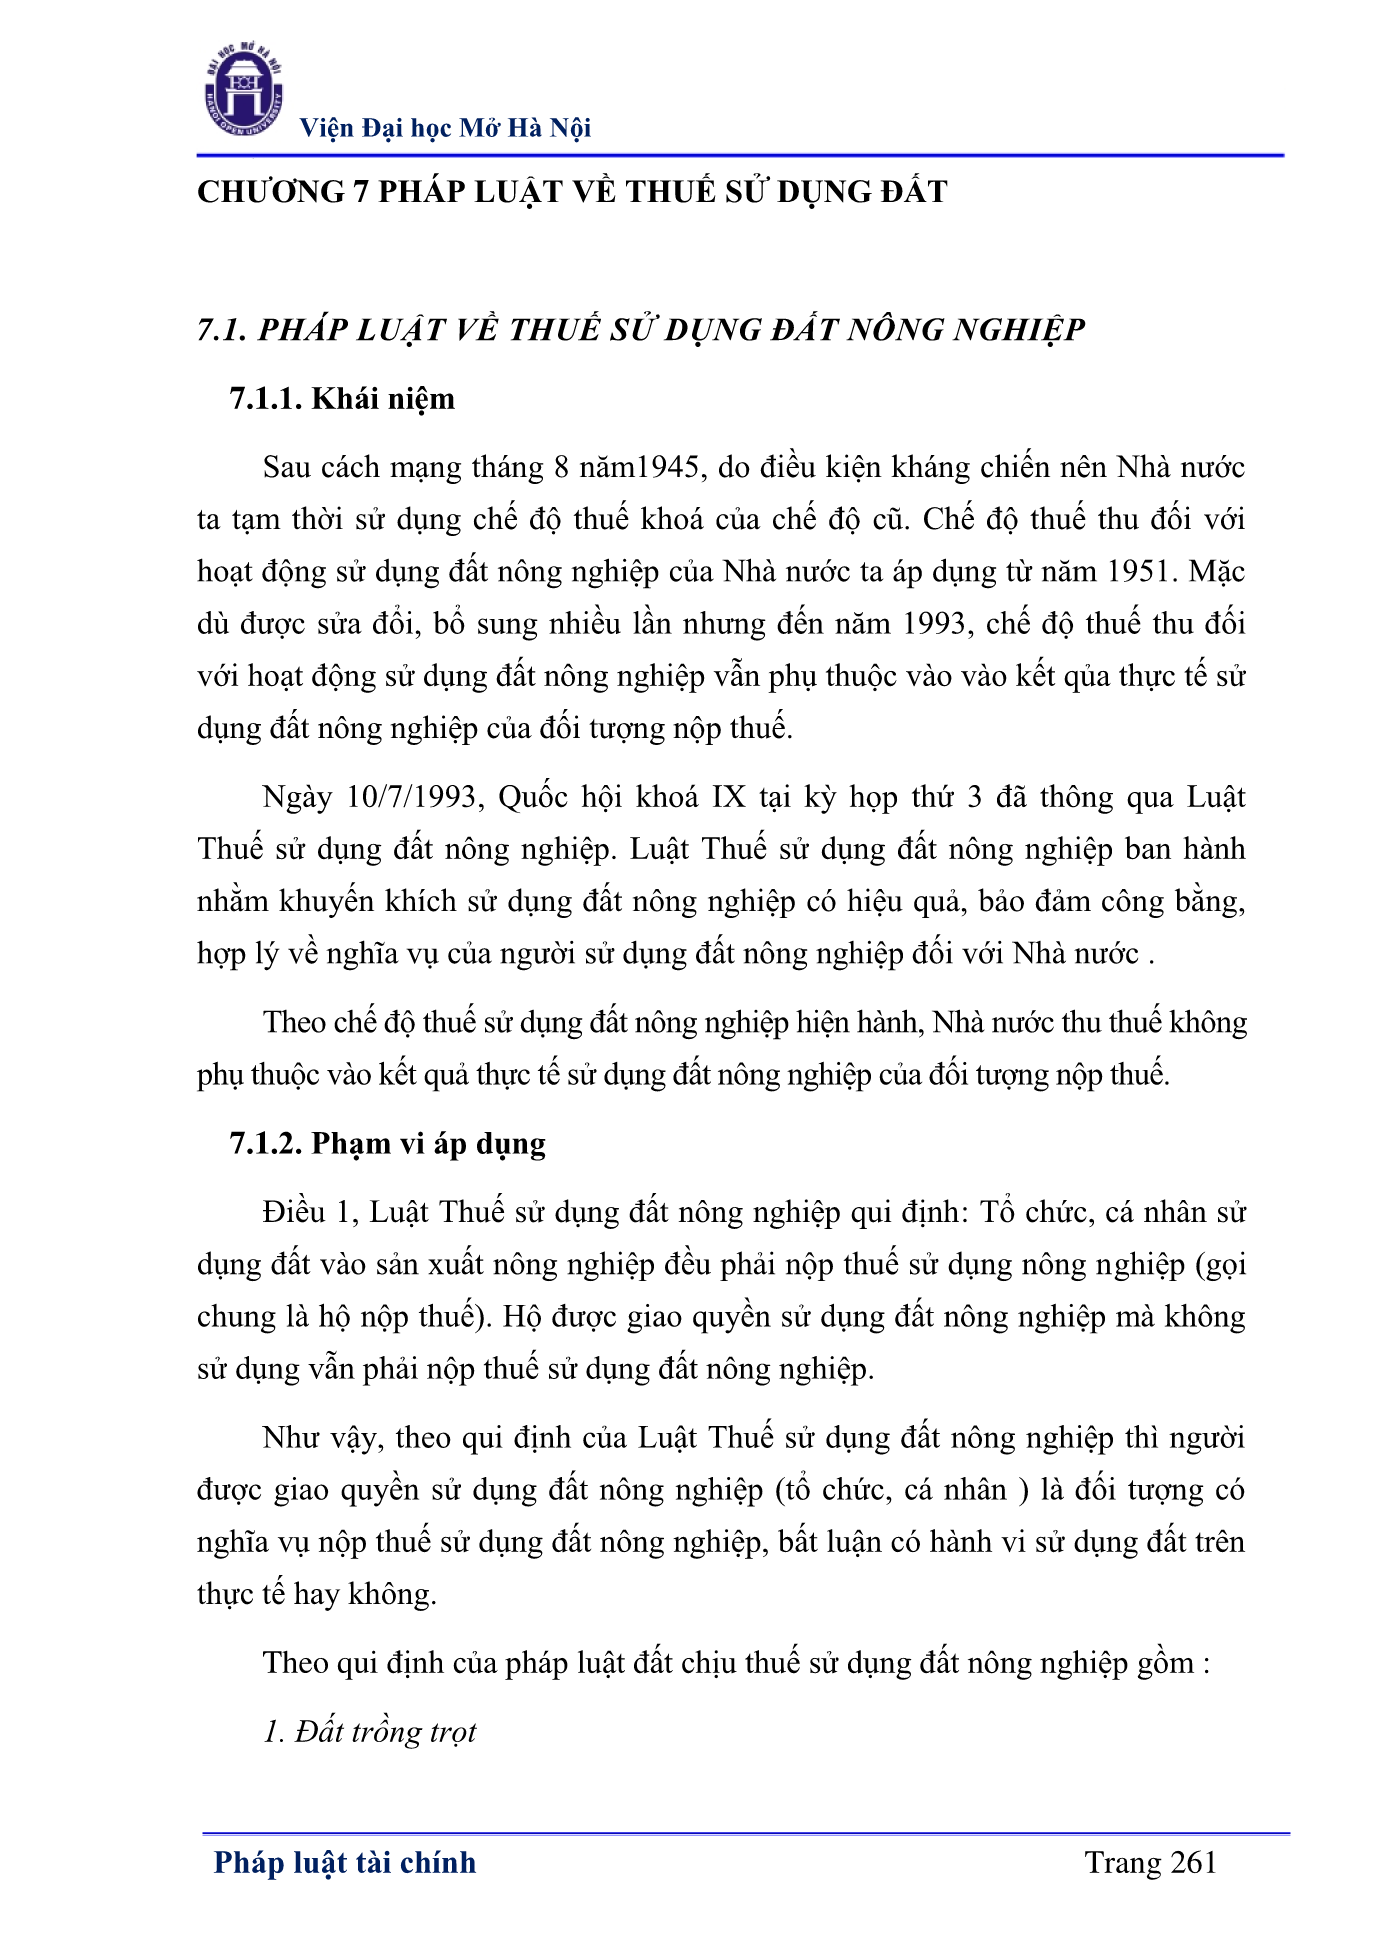 ĐẠI HỌC MỞ HÀ NỘI
HANOI OPEN UNIVERSITY
Viện Đại học Mở Hà Nội
CHƯƠNG 7 PHÁP LUẬT VỀ THUẾ SỬ DỤNG ĐẤT
7.1. PHÁP LUẬT VỀ THUẾ SỬ DỤNG ĐẤT NÔNG NGHIỆP
7.1.1. Khái niệm
Sau cách mạng tháng 8 năm1945, do điều kiện kháng chiến nên Nhà nước
ta tạm thời sử dụng chế độ thuế khoá của chế độ cũ. Chế độ thuế thu đối với
hoạt động sử dụng đất nông nghiệp của Nhà nước ta áp dụng từ năm 1951. Mặc
dù được sửa đổi, bổ sung nhiều lần nhưng đến năm 1993, chế độ thuế thu đối
với hoạt động sử dụng đất nông nghiệp vẫn phụ thuộc vào vào kết qủa thực tế sử
dụng đất nông nghiệp của đối tượng nộp thuế.
Ngày 10/7/1993, Quốc hội khoá IX tại kỳ họp thứ 3 đã thông qua Luật
Thuế sử dụng đất nông nghiệp. Luật Thuế sử dụng đất nông nghiệp ban hành
nhằm khuyến khích sử dụng đất nông nghiệp có hiệu quả, bảo đảm công bằng,
hợp lý về nghĩa vụ của người sử dụng đất nông nghiệp đối với Nhà nước .
Theo chế độ thuế sử dụng đất nông nghiệp hiện hành, Nhà nước thu thuế không
phụ thuộc vào kết quả thực tế sử dụng đất nông nghiệp của đối tượng nộp thuế.
7.1.2. Phạm vi áp dụng
Điều 1, Luật Thuế sử dụng đất nông nghiệp qui định: Tổ chức, cá nhân sử
dụng đất vào sản xuất nông nghiệp đều phải nộp thuế sử dụng nông nghiệp (gọi
chung là hộ nộp thuế). Hộ được giao quyền sử dụng đất nông nghiệp mà không
sử dụng vẫn phải nộp thuế sử dụng đất nông nghiệp.
Như vậy, theo qui định của Luật Thuế sử dụng đất nông nghiệp thì người
được giao quyền sử dụng đất nông nghiệp (tổ chức, cá nhân ) là đối tượng có
nghĩa vụ nộp thuế sử dụng đất nông nghiệp, bất luận có hành vi sử dụng đất trên
thực tế hay không.
Theo qui định của pháp luật đất chịu thuế sử dụng đất nông nghiệp gồm :
1. Đất trồng trọt
Pháp luật tài chính
Trang 261